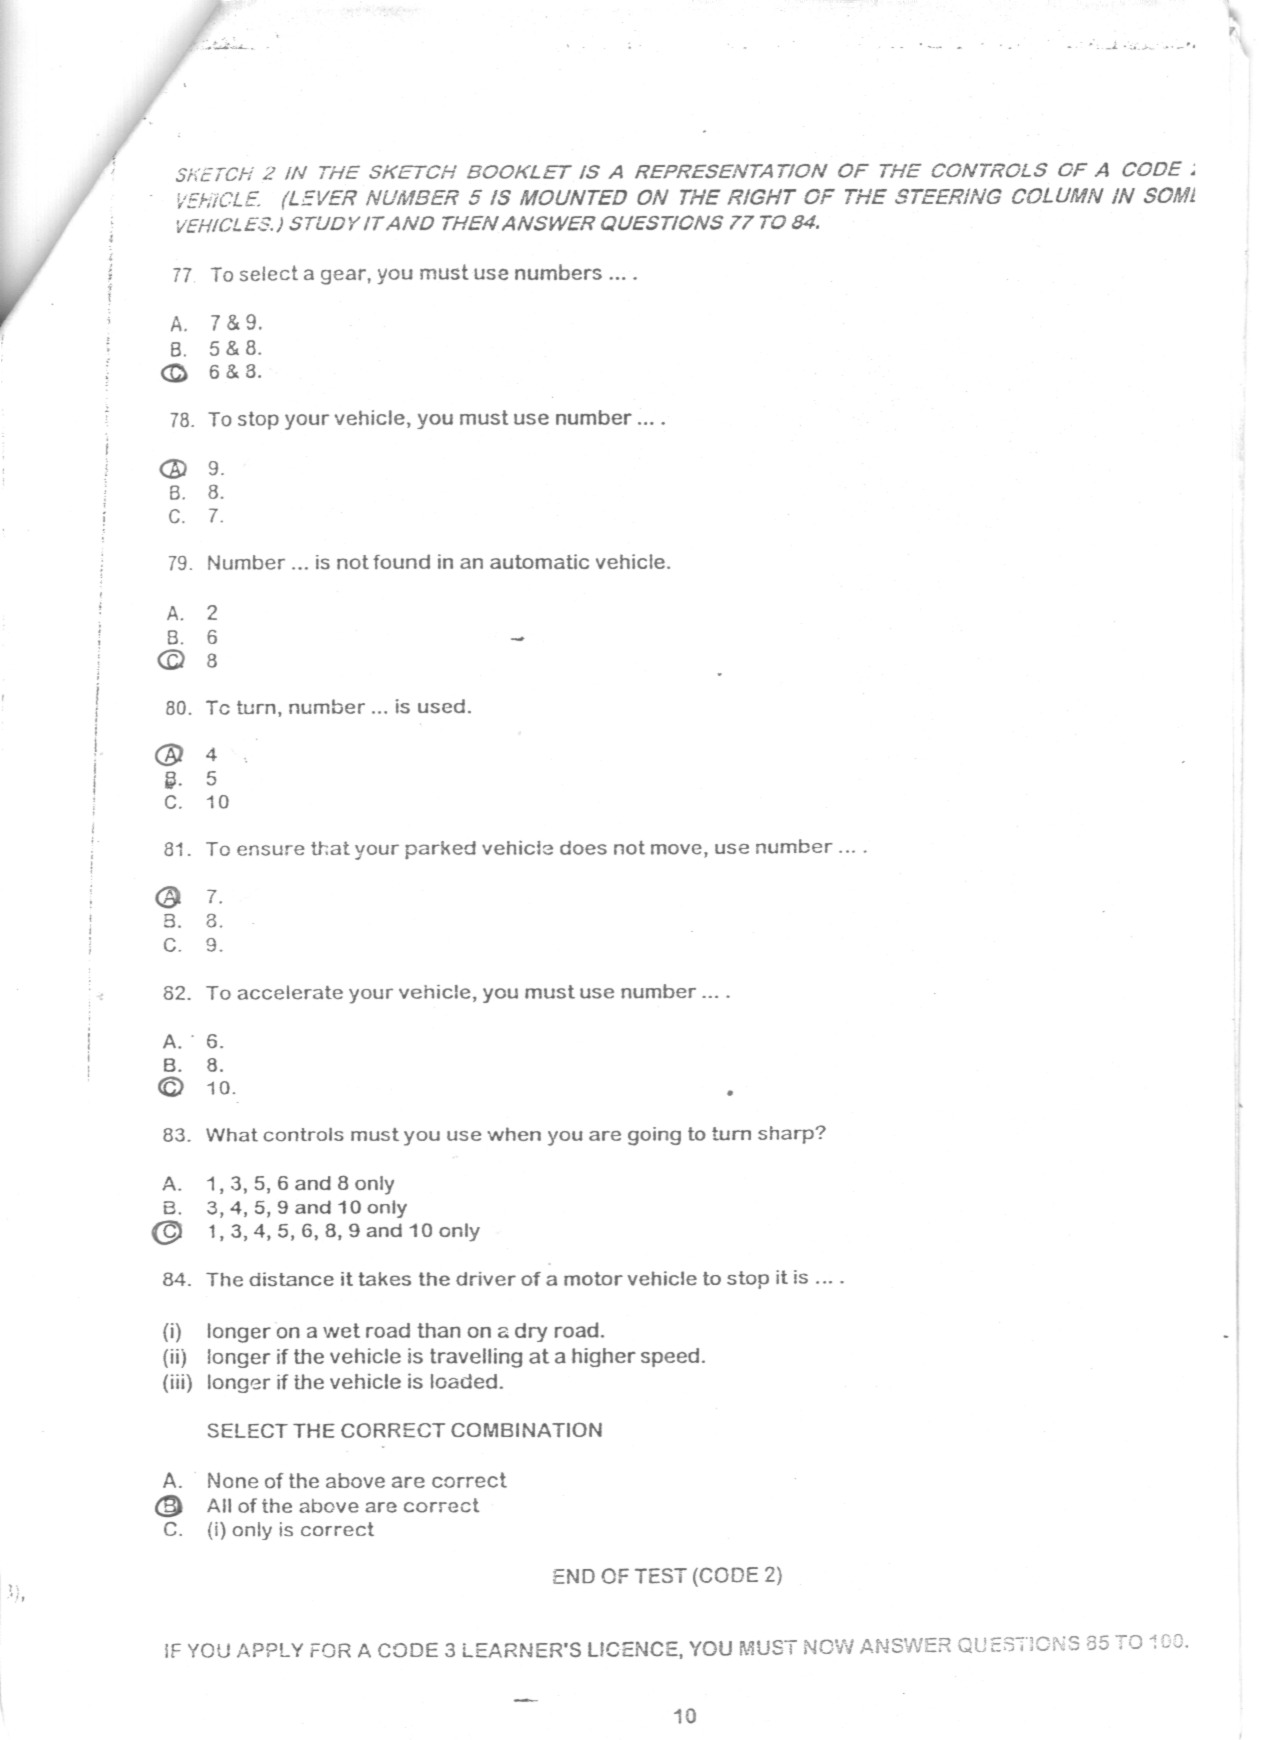 SKETCH 2 IN THE SKETCH BOOKLET IS A REPRESENTATION OF THE CONTROLS OF A CODE
VEHICLE. (LEVER NUMBER 5 IS MOUNTED ON THE RIGHT OF THE STEERING COLUMN IN SOM
VEHICLES.) STUDY IT AND THEN ANSWER QUESTIONS 77 TO 84.
77 To select a gear, you must use numbers ... .
A. 7 & 9.
B. 5 & 8.
C 6 & 8.
78. To stop your vehicle, you must use number ... .
A 9.
B. 8.
C. 7.
79. Number ... is not found in an automatic vehicle.
A. 2
B. 6
C 8
80. To turn, number ... is used.
A 4
B. 5
C. 10
81. To ensure that your parked vehicle does not move, use number ... .
A 7.
B. 8.
C. 9.
82. To accelerate your vehicle, you must use number ... .
A. 6.
B. 8.
C 10.
83. What controls must you use when you are going to turn sharp?
A. 1, 3, 5, 6 and 8 only
B. 3, 4, 5, 9 and 10 only
C 1, 3, 4, 5, 6, 8, 9 and 10 only
84. The distance it takes the driver of a motor vehicle to stop it is ... .
(i) longer on a wet road than on a dry road.
(ii) longer if the vehicle is travelling at a higher speed.
(iii) longer if the vehicle is loaded.
SELECT THE CORRECT COMBINATION
A. None of the above are correct
B All of the above are correct
C. (i) only is correct
END OF TEST (CODE 2)
IF YOU APPLY FOR A CODE 3 LEARNER'S LICENCE, YOU MUST NOW ANSWER QUESTIONS 85 TO 100.
10